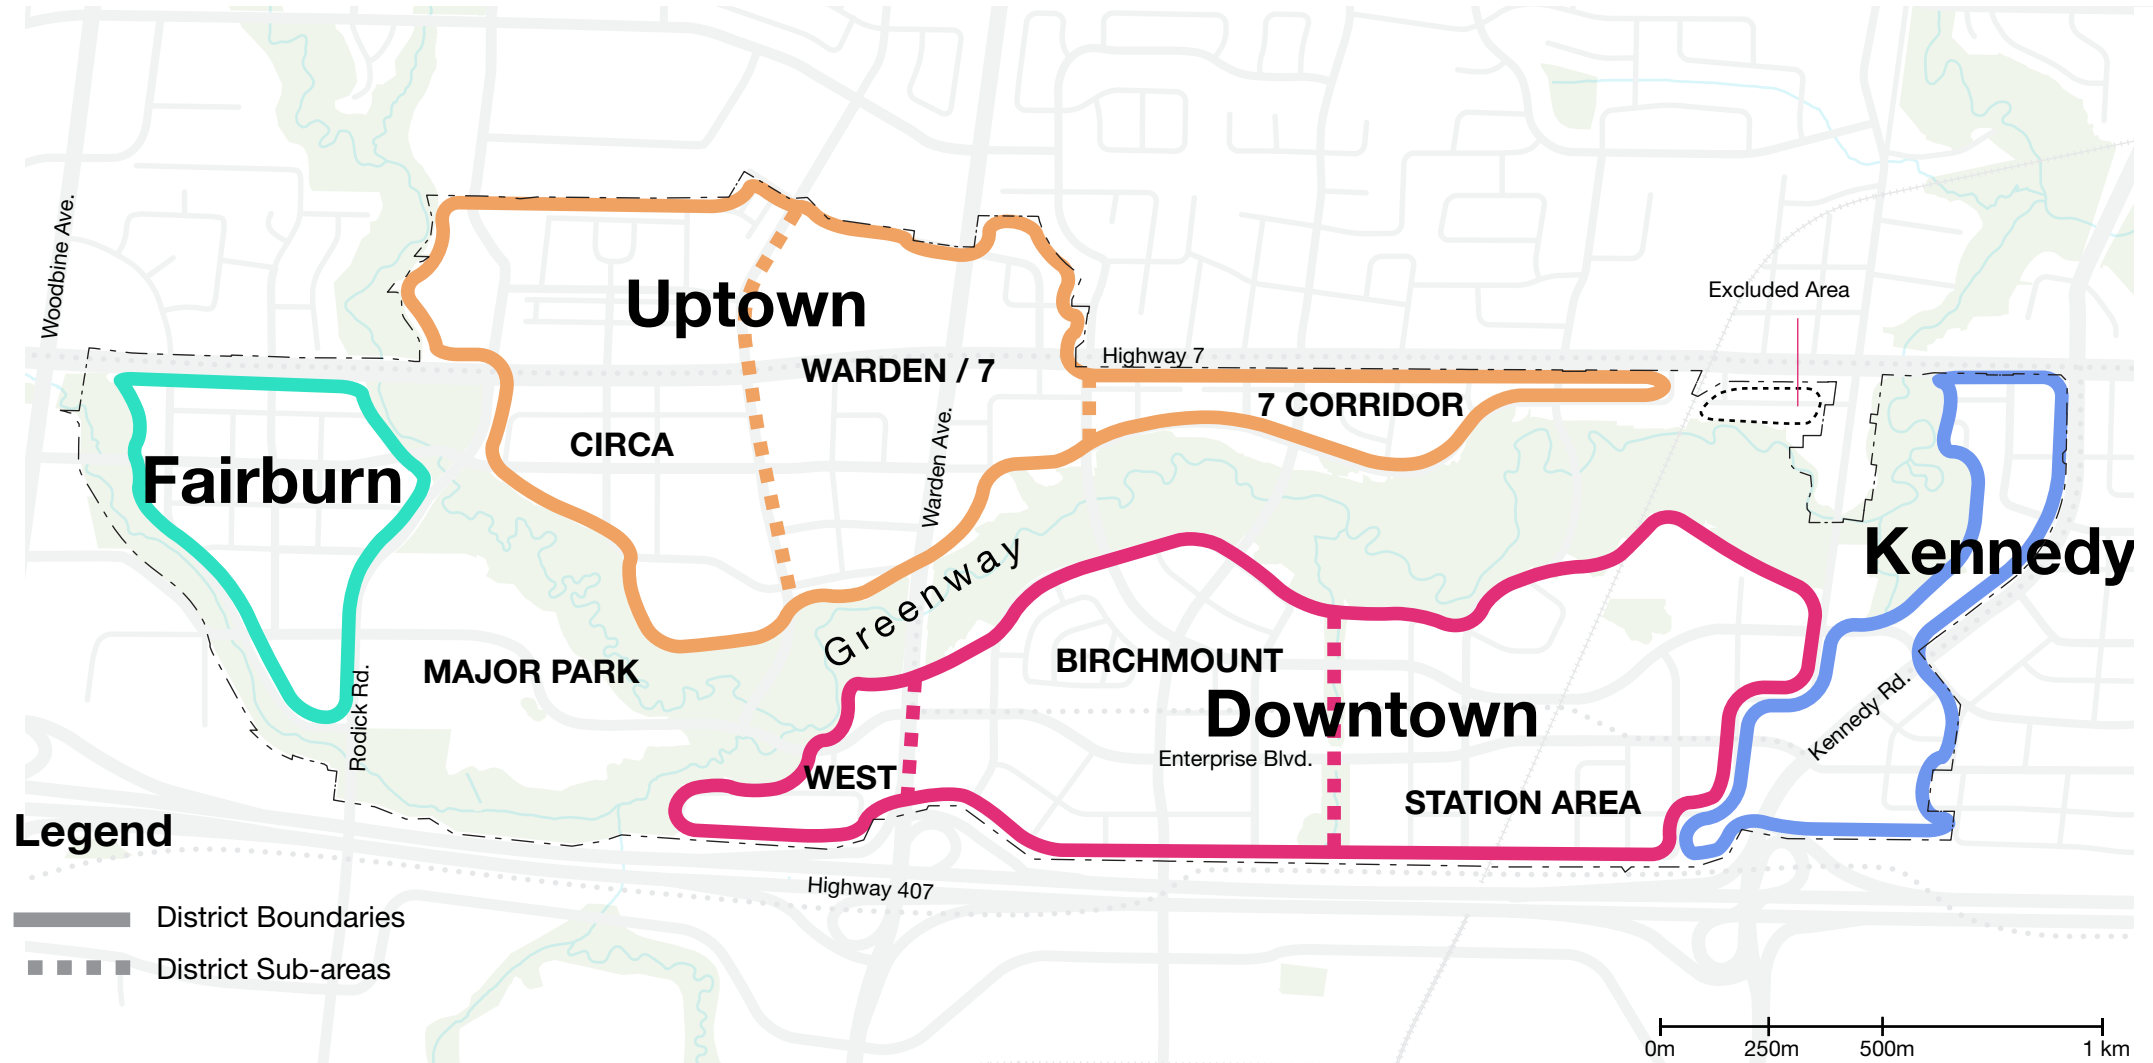 Woodbine Ave.
Uptown
Excluded Area
Highway 7
WARDEN / 7
7 CORRIDOR
CIRCA
Warden Ave.
Fairburn
Kennedy
Greenway
MAJOR PARK
Rodick Rd.
BIRCHMOUNT
Downtown
Kennedy Rd.
Enterprise Blvd.
WEST
STATION AREA
Legend
Highway 407
District Boundaries
District Sub-areas
0m 250m 500m 1 km